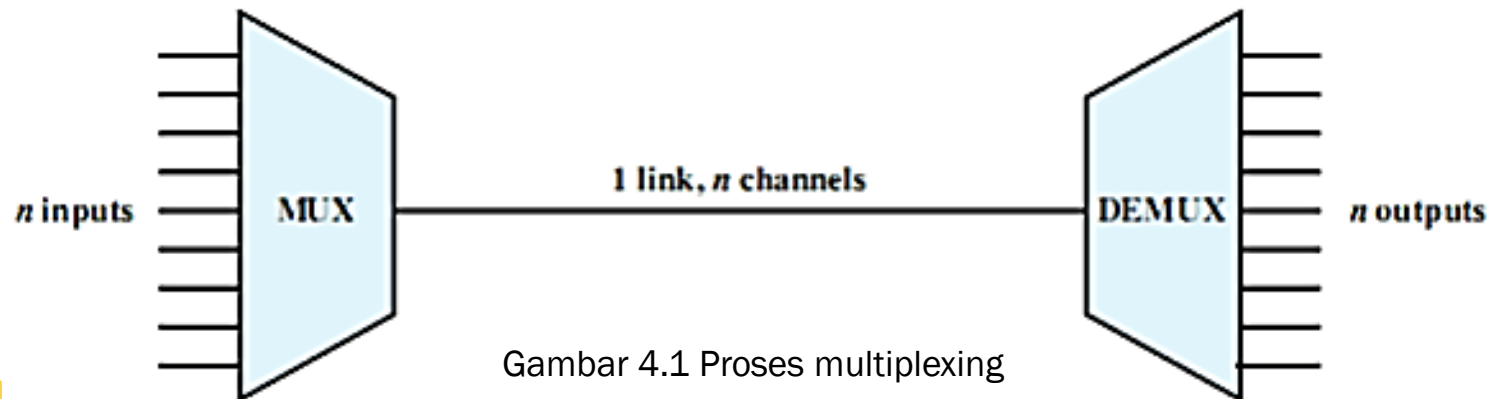 1 link, n channels
n inputs
MUX
DEMUX
n outputs
Gambar 4.1 Proses multiplexing